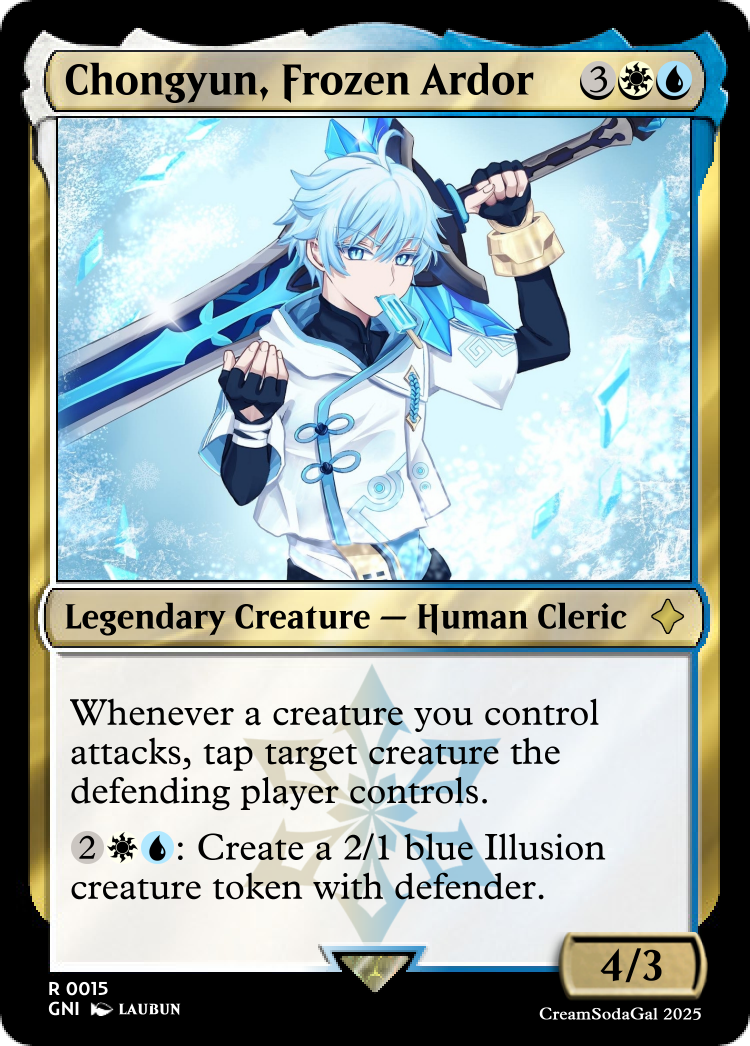 Chongyun, Frozen Ardor 3
Legendary Creature — Human Cleric
Whenever a creature you control
attacks, tap target creature the
defending player controls.
2 : Create a 2/1 blue Illusion
creature token with defender.
4/3
R 0015
GNI LAUBUN
CreamSodaGal 2025